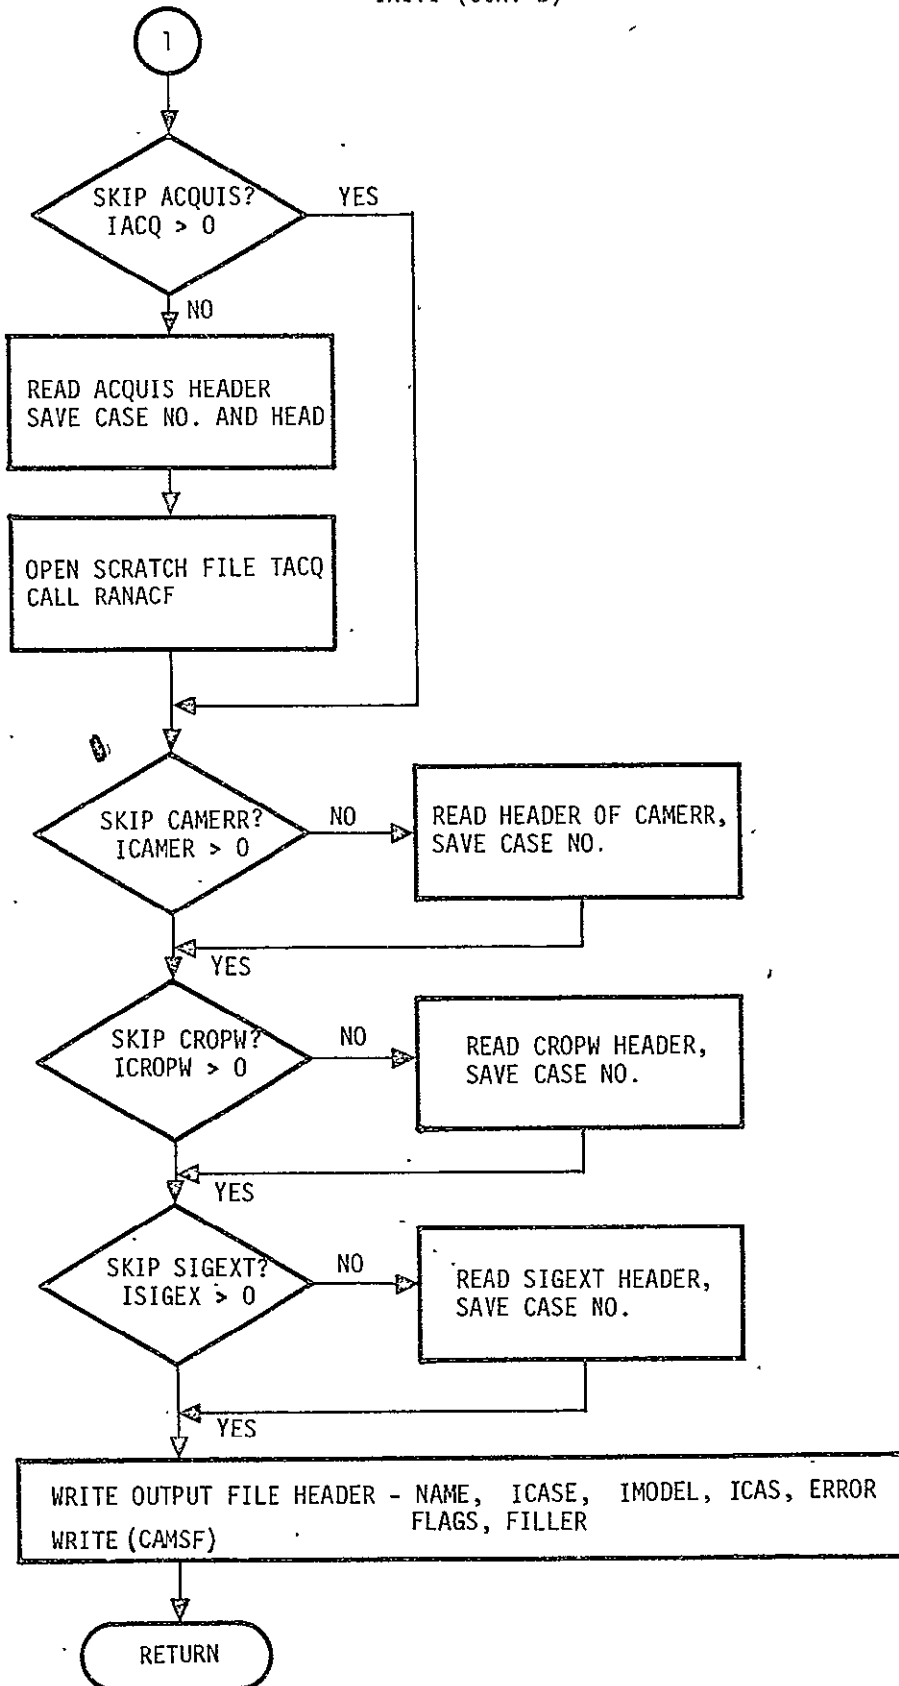 1
SKIP ACQUIS?
IACQ > 0
YES
NO
READ ACQUIS HEADER
SAVE CASE NO. AND HEAD
OPEN SCRATCH FILE TACQ
CALL RANACF
SKIP CAMERR?
ICAMER > 0
NO
READ HEADER OF CAMERR,
SAVE CASE NO.
YES
SKIP CROPW?
ICROPW > 0
NO
READ CROPW HEADER,
SAVE CASE NO.
YES
SKIP SIGEXT?
ISIGEX > 0
NO
READ SIGEXT HEADER,
SAVE CASE NO.
YES
WRITE OUTPUT FILE HEADER - NAME, ICASE, IMODEL, ICAS, ERROR
FLAGS, FILLER
WRITE (CAMSF)
RETURN